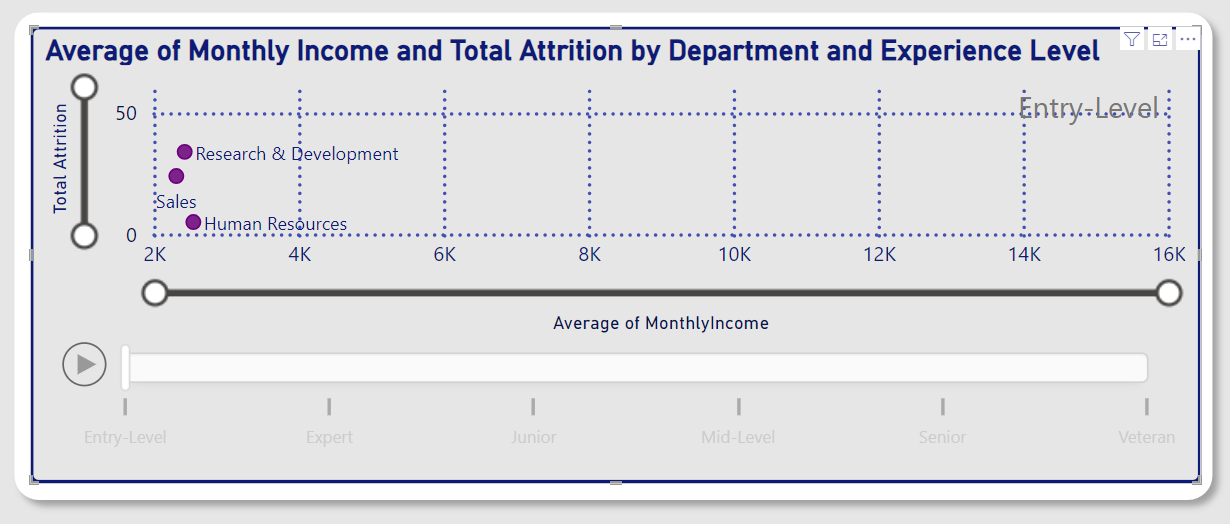 Average of Monthly Income and Total Attrition by Department and Experience Level
Entry-Level
Total Attrition
50
0
Research & Development
Sales
Human Resources
2K 4K 6K 8K 10K 12K 14K 16K
Average of MonthlyIncome
Entry-Level Expert Junior Mid-Level Senior Veteran